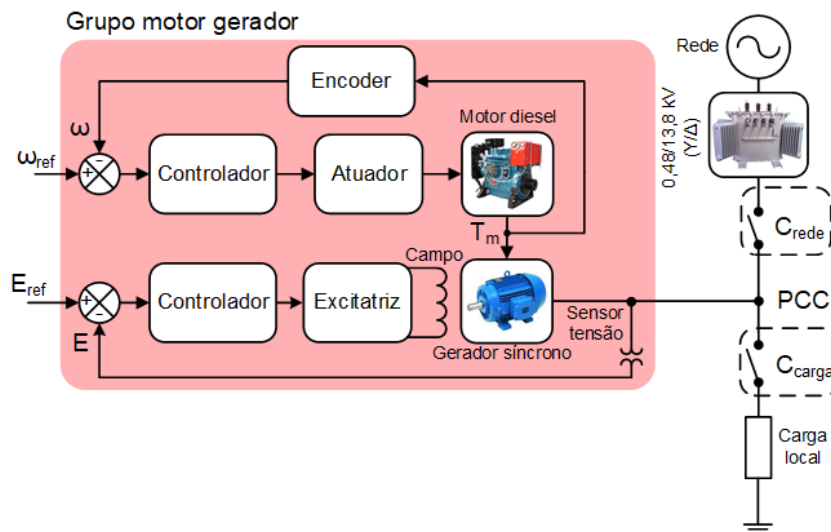 Grupo motor gerador
Rede
Encoder
ω
Motor diesel
0,48/13,8 kV
(Y/Δ)
ωref
Controlador
Atuador
Crede
Tm
Campo
Eref
Controlador
Excitatriz
PCC
E
Sensor
tensão
Gerador síncrono
Ccarga
Carga
local